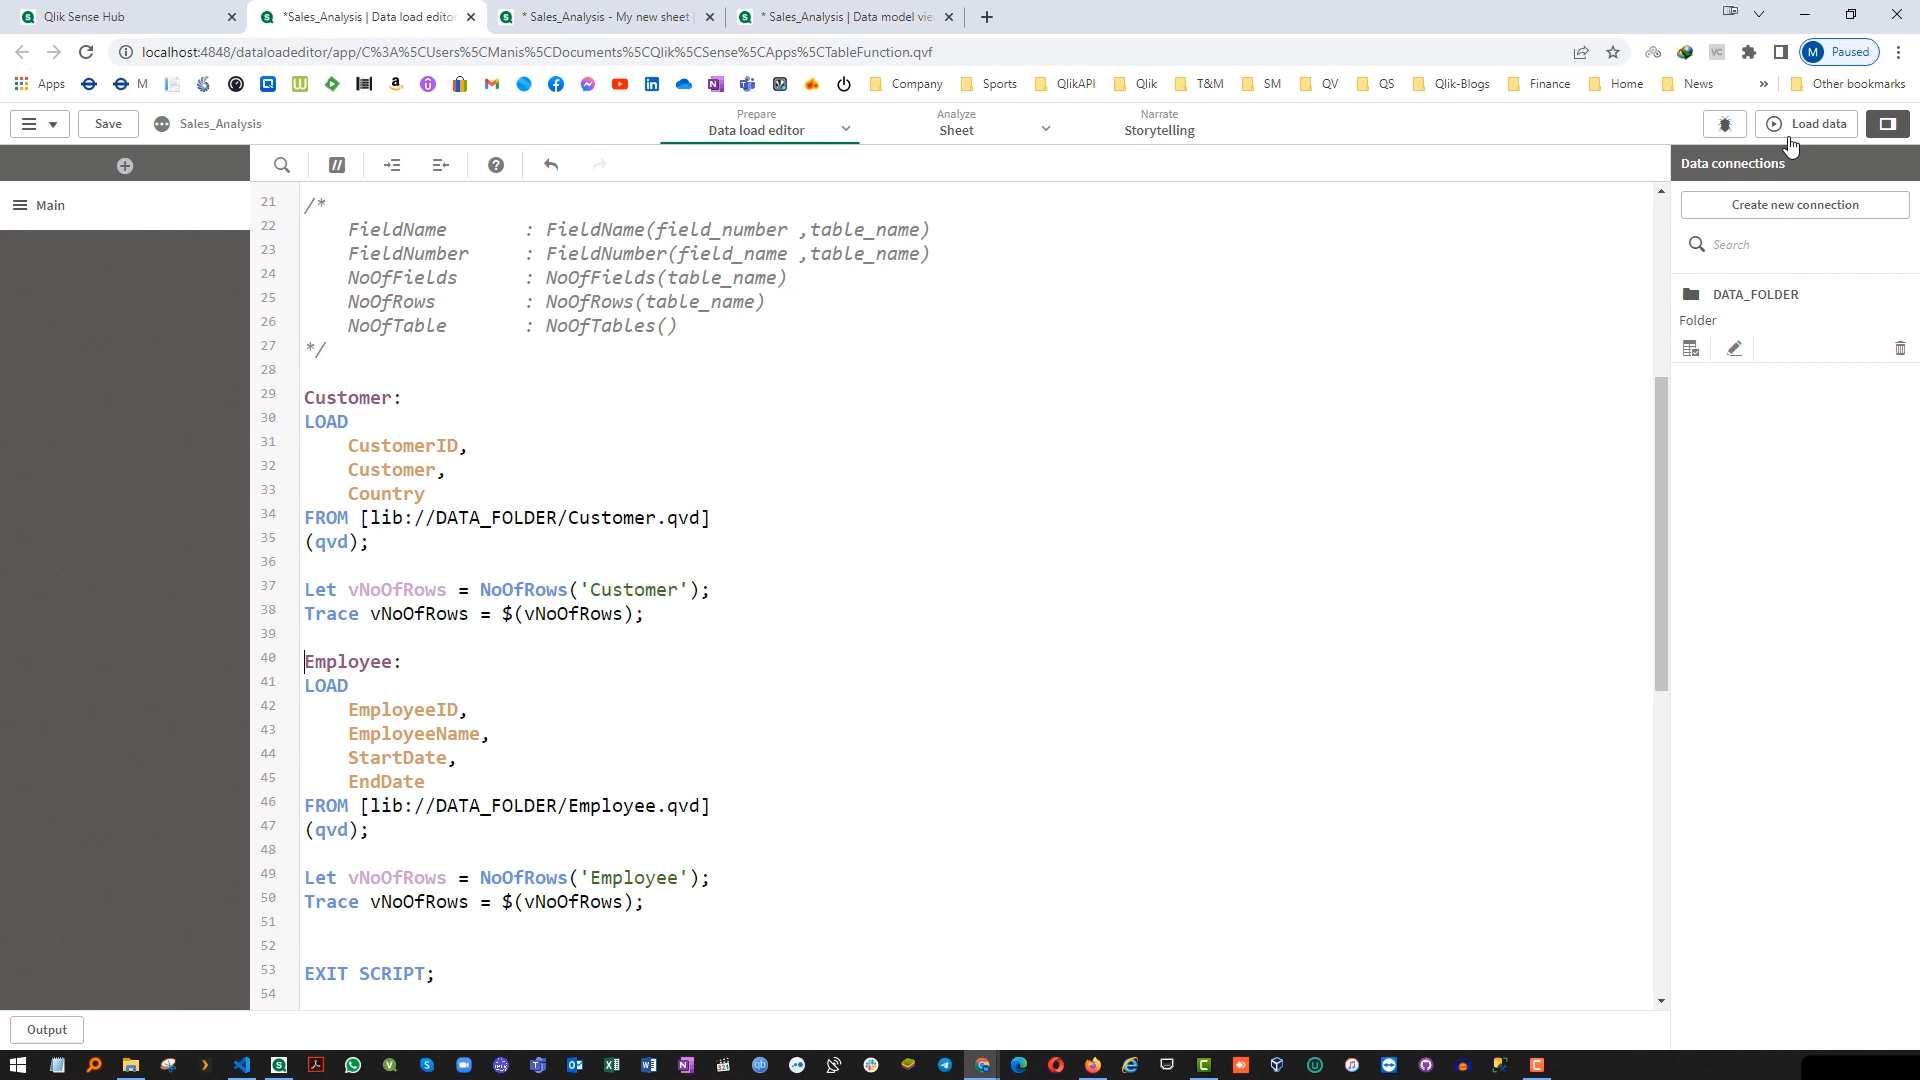 Qlik Sense Hub
*Sales_Analysis | Data load editor
* Sales_Analysis - My new sheet |
* Sales_Analysis | Data model vie
localhost:4848/dataloadeditor/app/C%3A%5CUsers%5CManis%5CDocuments%5CQlik%5CSense%5CApps%5CTableFunction.qvf
VC
M Paused
Apps
M
Company
Sports
QlikAPI
Qlik
T&M
SM
QV
QS
Qlik-Blogs
Finance
Home
News
»
Other bookmarks
Save
Sales_Analysis
Prepare
Data load editor
Analyze
Sheet
Narrate
Storytelling
Load data
Main
Data connections
Create new connection
Search
DATA_FOLDER
Folder
21 /*
22 FieldName : FieldName(field_number ,table_name)
23 FieldNumber : FieldNumber(field_name ,table_name)
24 NoOfFields : NoOfFields(table_name)
25 NoOfRows : NoOfRows(table_name)
26 NoOfTable : NoOfTables()
27 */
28
29 Customer:
30 LOAD
31 CustomerID,
32 Customer,
33 Country
34 FROM [lib://DATA_FOLDER/Customer.qvd]
35 (qvd);
36
37 Let vNoOfRows = NoOfRows('Customer');
38 Trace vNoOfRows = $(vNoOfRows);
39
40 Employee:
41 LOAD
42 EmployeeID,
43 EmployeeName,
44 StartDate,
45 EndDate
46 FROM [lib://DATA_FOLDER/Employee.qvd]
47 (qvd);
48
49 Let vNoOfRows = NoOfRows('Employee');
50 Trace vNoOfRows = $(vNoOfRows);
51
52
53 EXIT SCRIPT;
54
Output